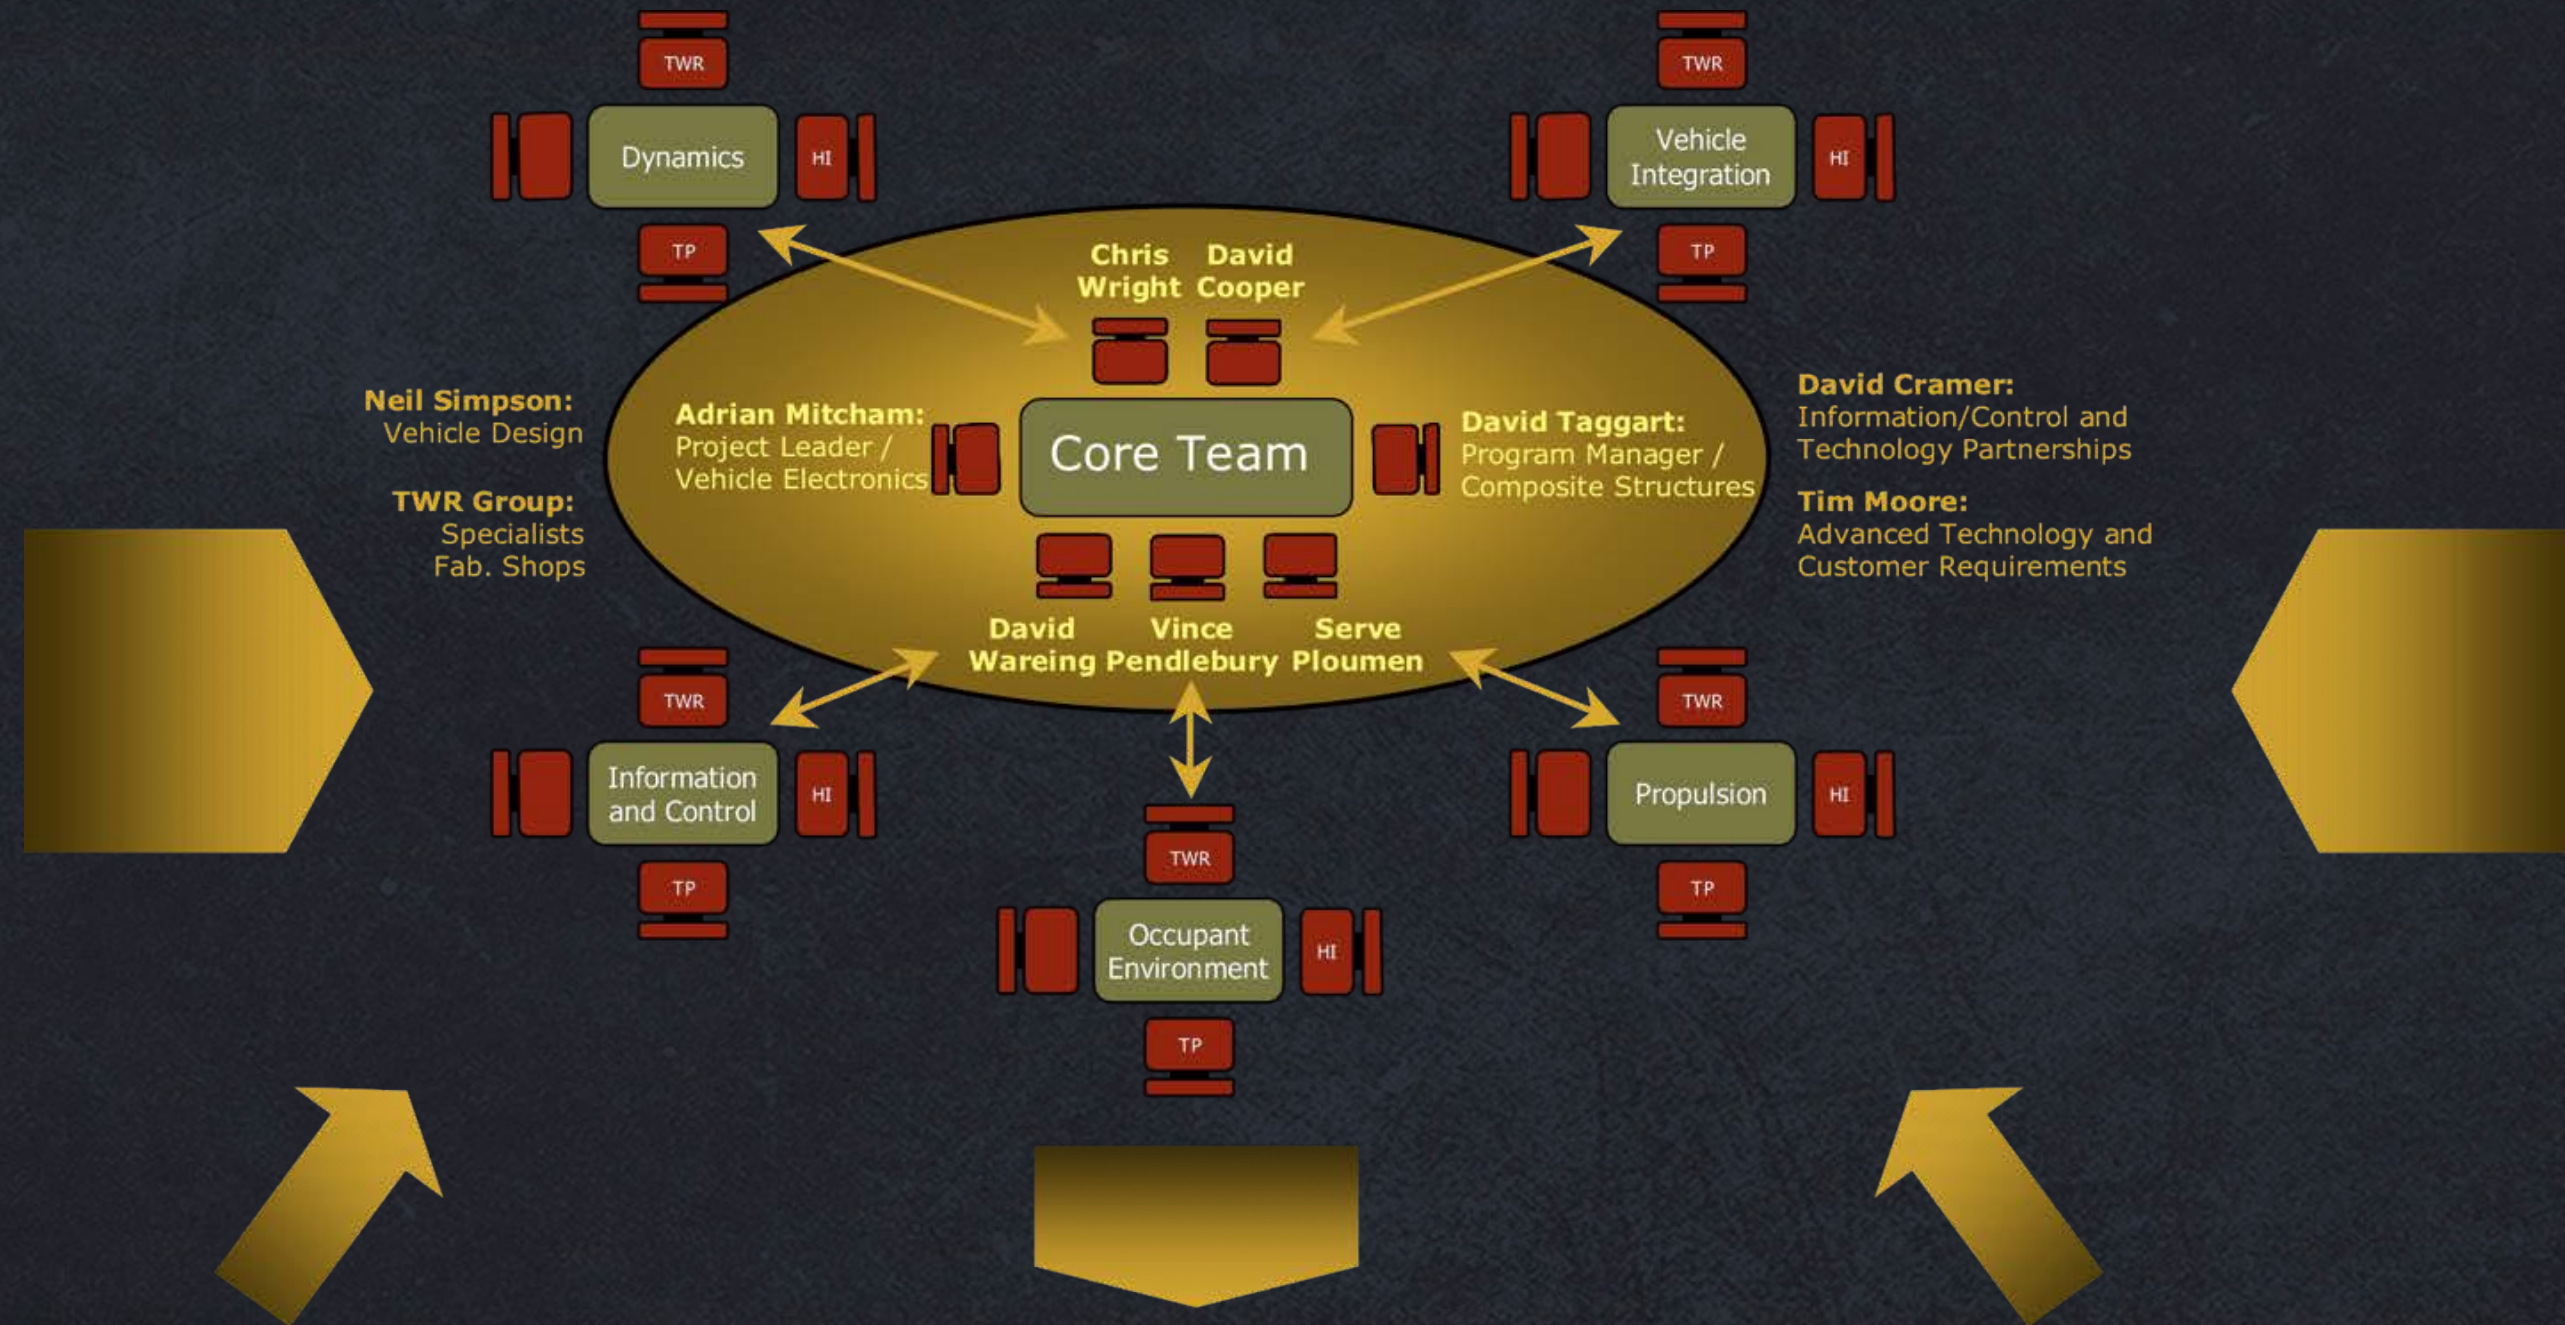 TWR
Dynamics
HI
TP
TWR
Vehicle
Integration
HI
TP
Chris
Wright
David
Cooper
Neil Simpson:
Vehicle Design
TWR Group:
Specialists
Fab. Shops
Adrian Mitcham:
Project Leader /
Vehicle Electronics
Core Team
David Taggart:
Program Manager /
Composite Structures
David Cramer:
Information/Control and
Technology Partnerships
Tim Moore:
Advanced Technology and
Customer Requirements
David
Wareing
Vince
Pendlebury
Serve
Ploumen
TWR
Information
and Control
HI
TP
TWR
Occupant
Environment
HI
TP
TWR
Propulsion
HI
TP